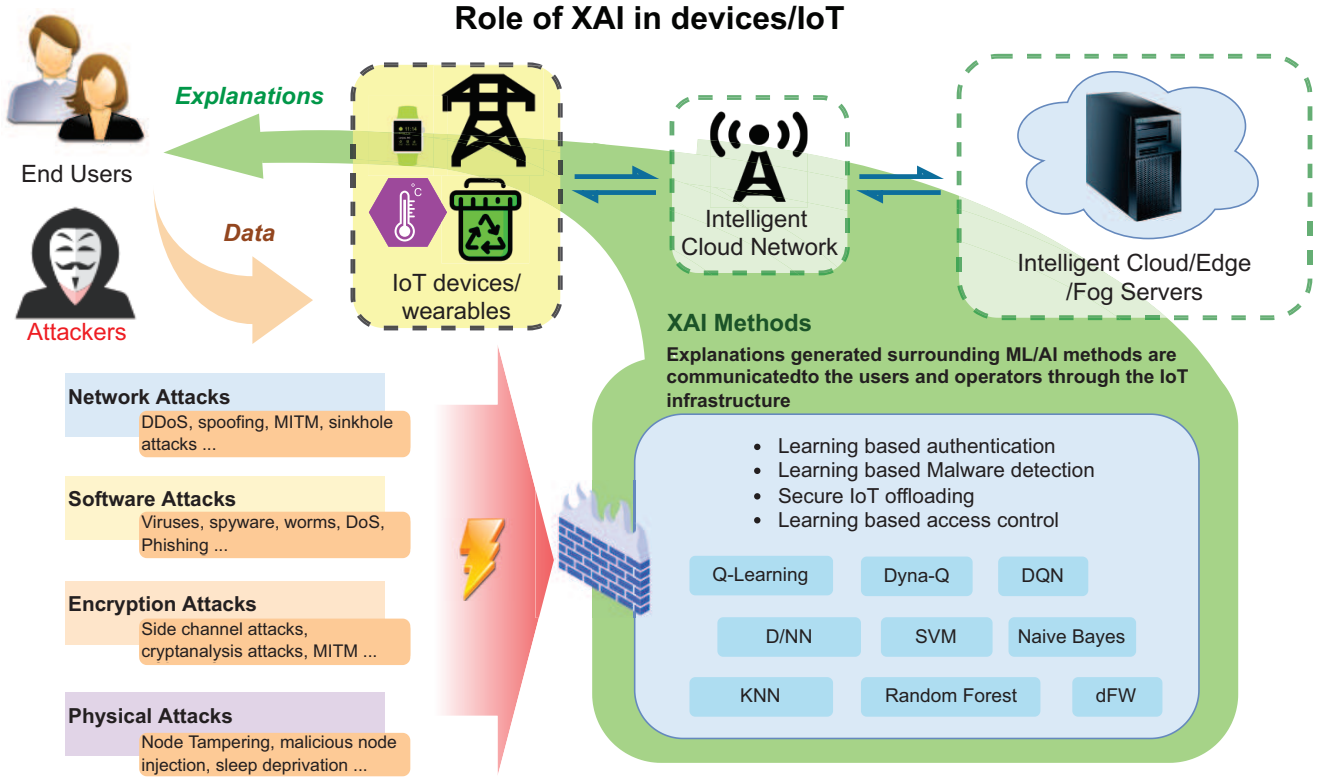 Role of XAI in devices/IoT
Explanations
End Users
Data
Attackers
11:14
°C
IoT devices/
wearables
Intelligent
Cloud Network
Intelligent Cloud/Edge
/Fog Servers
XAI Methods
Explanations generated surrounding ML/AI methods are
communicatedto the users and operators through the IoT
infrastructure
Network Attacks
DDoS, spoofing, MITM, sinkhole
attacks ...
Software Attacks
Viruses, spyware, worms, DoS,
Phishing ...
Encryption Attacks
Side channel attacks,
cryptanalysis attacks, MITM ...
Physical Attacks
Node Tampering, malicious node
injection, sleep deprivation ...
• Learning based authentication
• Learning based Malware detection
• Secure IoT offloading
• Learning based access control
Q-Learning
Dyna-Q
DQN
D/NN
SVM
Naive Bayes
KNN
Random Forest
dFW